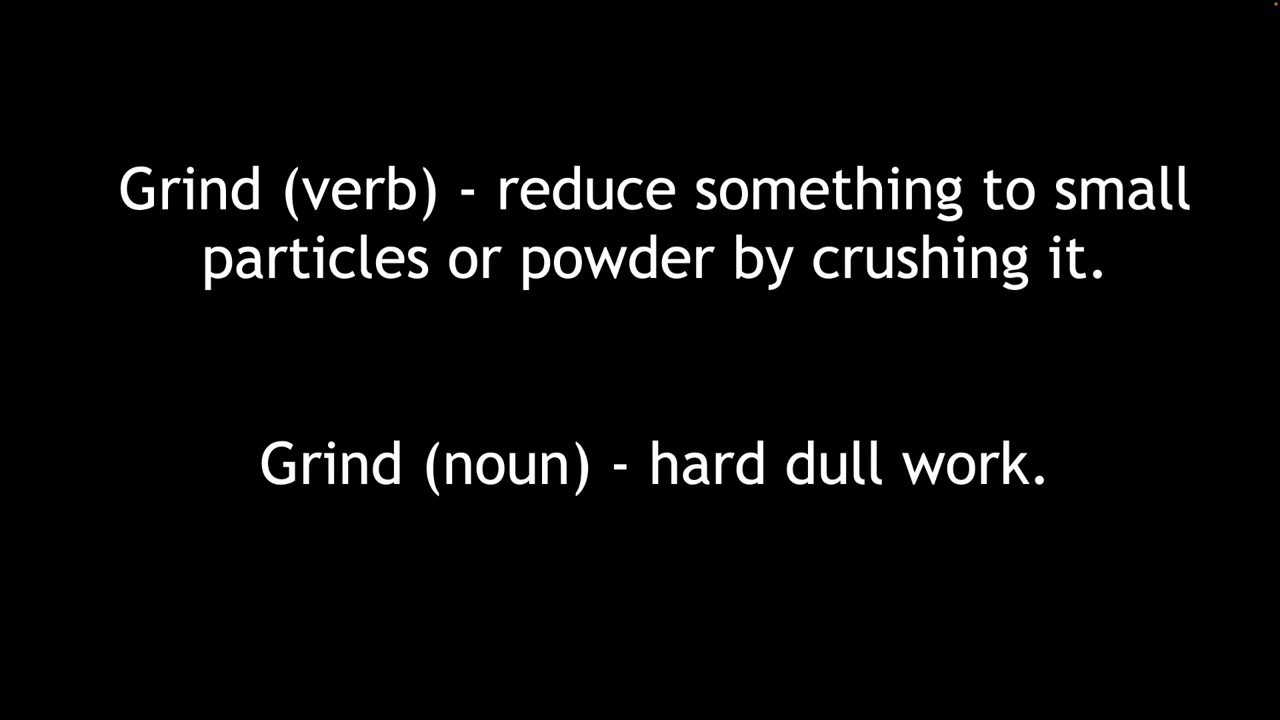 Grind (verb) - reduce something to small
particles or powder by crushing it.
Grind (noun) - hard dull work.